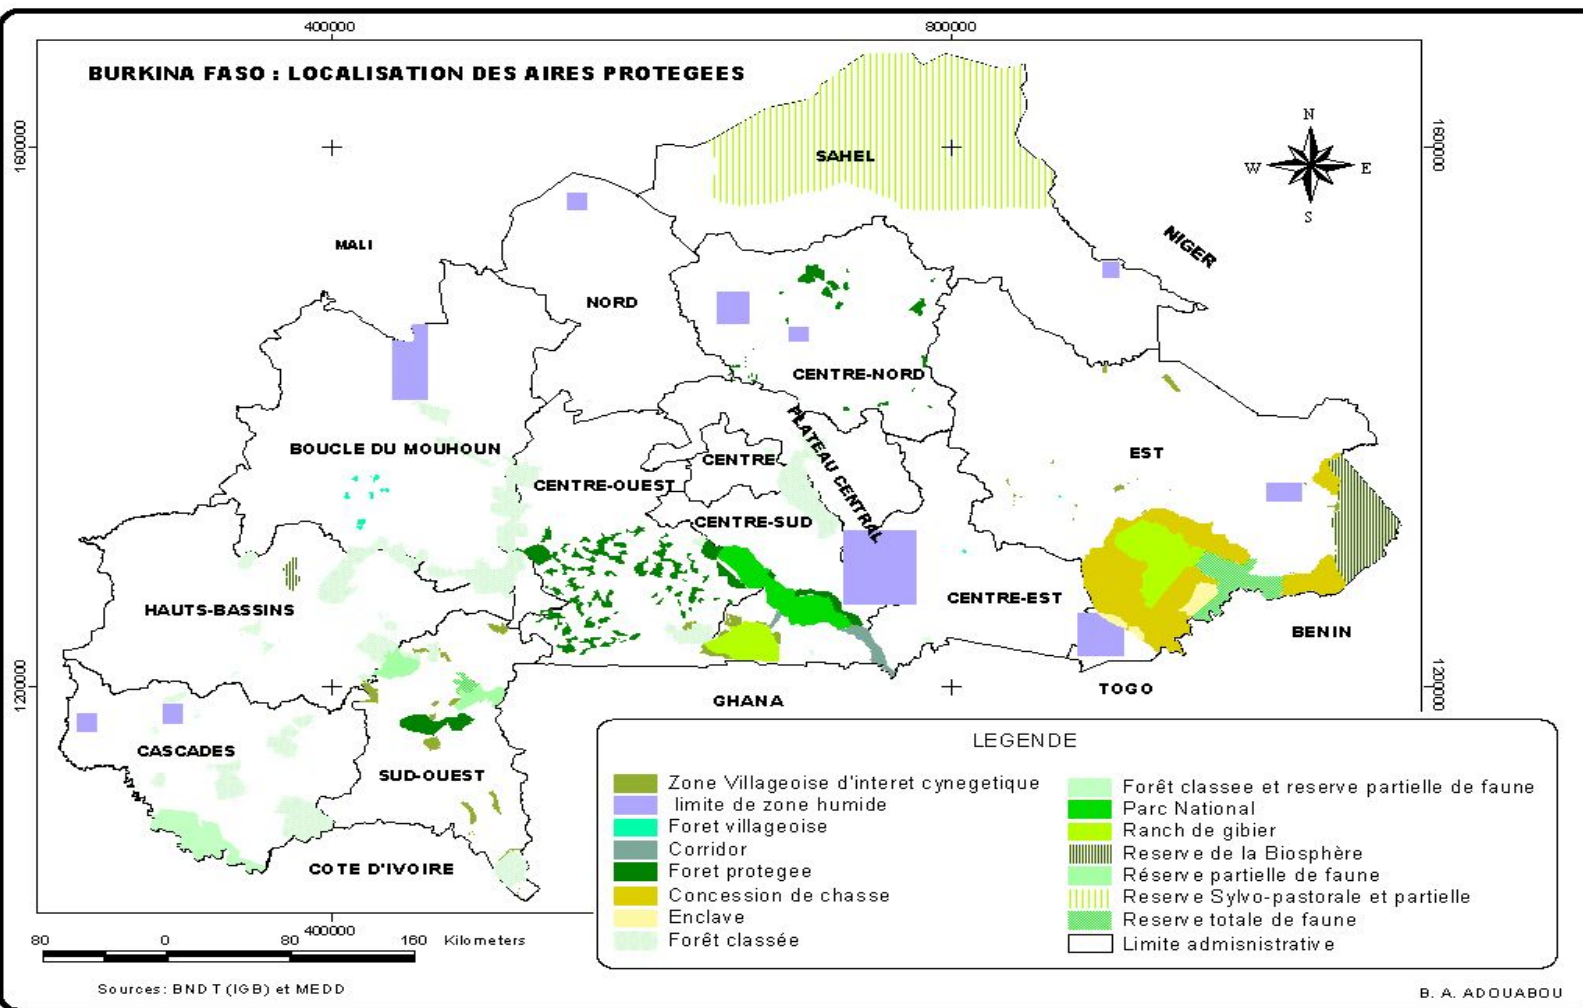 400000
800000
BURKINA FASO : LOCALISATION DES AIRES PROTEGEES
1600000
1600000
N
W
E
S
SAHEL
MALI
NIGER
NORD
CENTRE-NORD
PLATEAU CENTRAL
BOUCLE DU MOUHOUN
CENTRE
EST
CENTRE-OUEST
CENTRE-SUD
HAUTS-BASSINS
CENTRE-EST
BENIN
1200000
1200000
GHANA
TOGO
CASCADES
SUD-OUEST
COTE D'IVOIRE
LEGENDE
Zone Villageoise d'interet cynegetique
limite de zone humide
Foret villageoise
Corridor
Foret protegee
Concession de chasse
Enclave
Forêt classée
Forêt classee et reserve partielle de faune
Parc National
Ranch de gibier
Reserve de la Biosphère
Réserve partielle de faune
Reserve Sylvo-pastorale et partielle
Reserve totale de faune
Limite admisnistrative
400000
80 0 80 160 Kilometers
Sources: BNDT (IGB) et MEDD
B. A. ADOUABOU